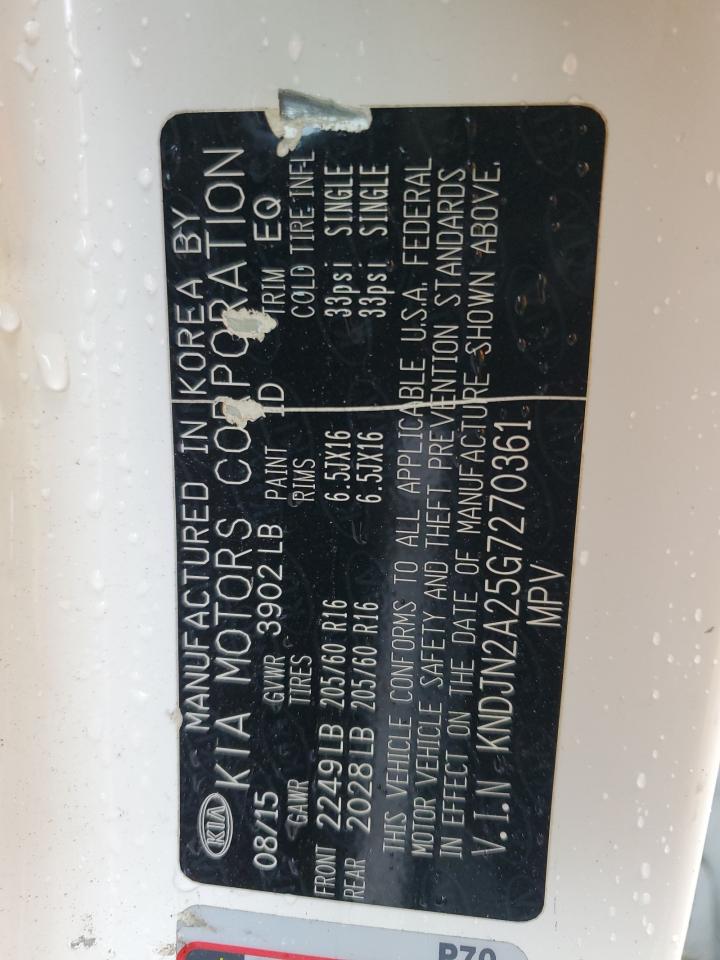 KIA
MANUFACTURED IN KOREA BY
KIA MOTORS CORPORATION
08/15 GVWR 3902 LB PAINT 1D TRIM EQ
GAWR TIRES RIMS COLD TIRE INFL
FRONT 2249LB 205/60 R16 6.5JX16 33psi SINGLE
REAR 2028LB 205/60 R16 6.5JX16 33psi SINGLE
THIS VEHICLE CONFORMS TO ALL APPLICABLE U.S.A. FEDERAL
MOTOR VEHICLE SAFETY AND THEFT PREVENTION STANDARDS
IN EFFECT ON THE DATE OF MANUFACTURE SHOWN ABOVE.
V.I.N KNDJN2A25G7270361
MPV